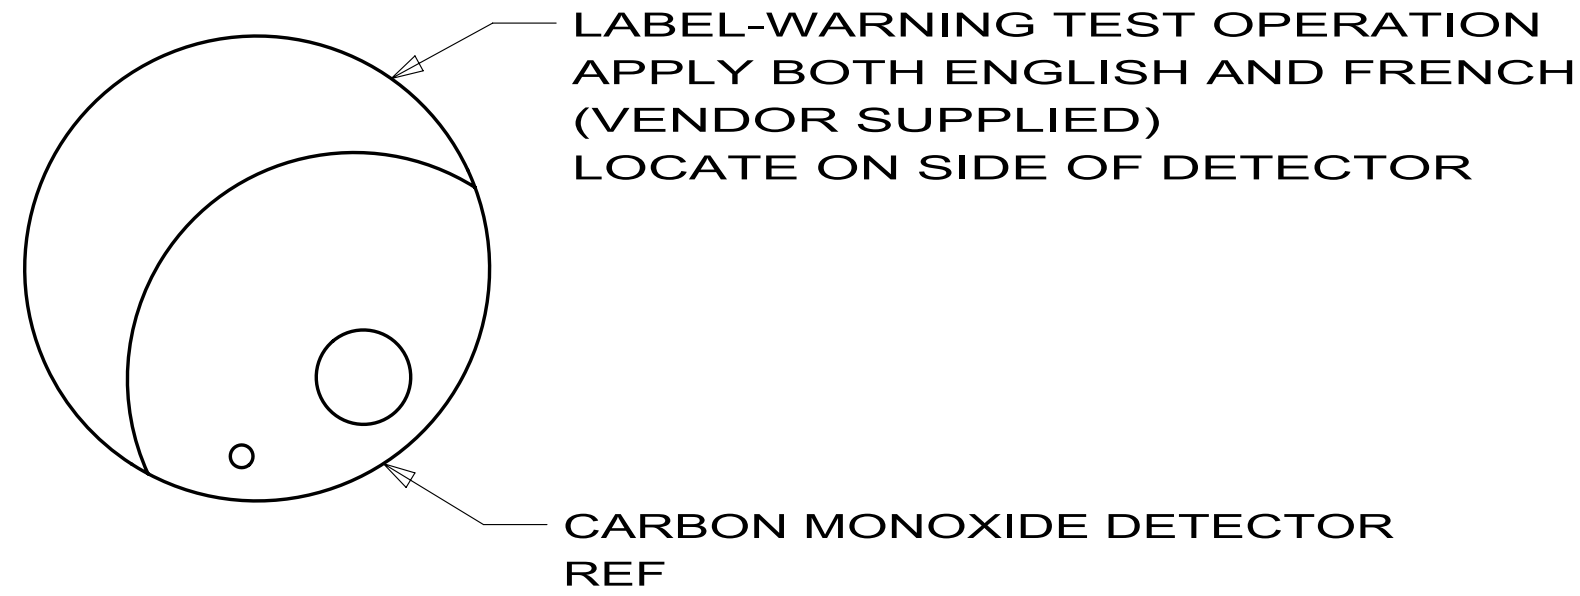 LABEL-WARNING TEST OPERATION
APPLY BOTH ENGLISH AND FRENCH
(VENDOR SUPPLIED)
LOCATE ON SIDE OF DETECTOR
CARBON MONOXIDE DETECTOR
REF